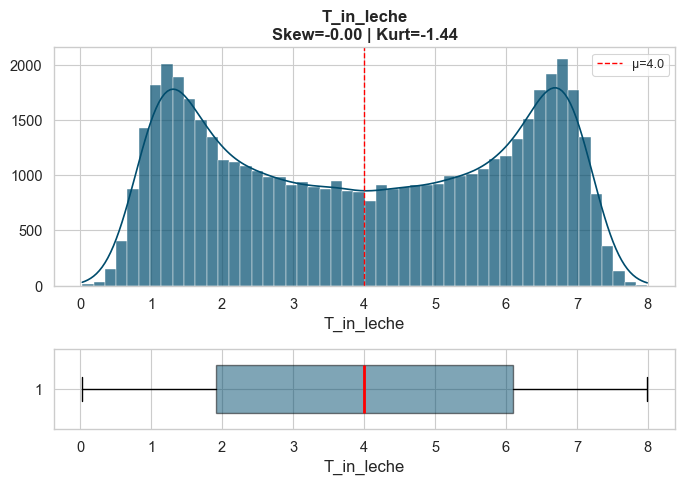 T_in_leche
Skew=-0.00 | Kurt=-1.44
μ=4.0
2000
1500
1000
500
0
0 1 2 3 4 5 6 7 8
T_in_leche
1
0 1 2 3 4 5 6 7 8
T_in_leche